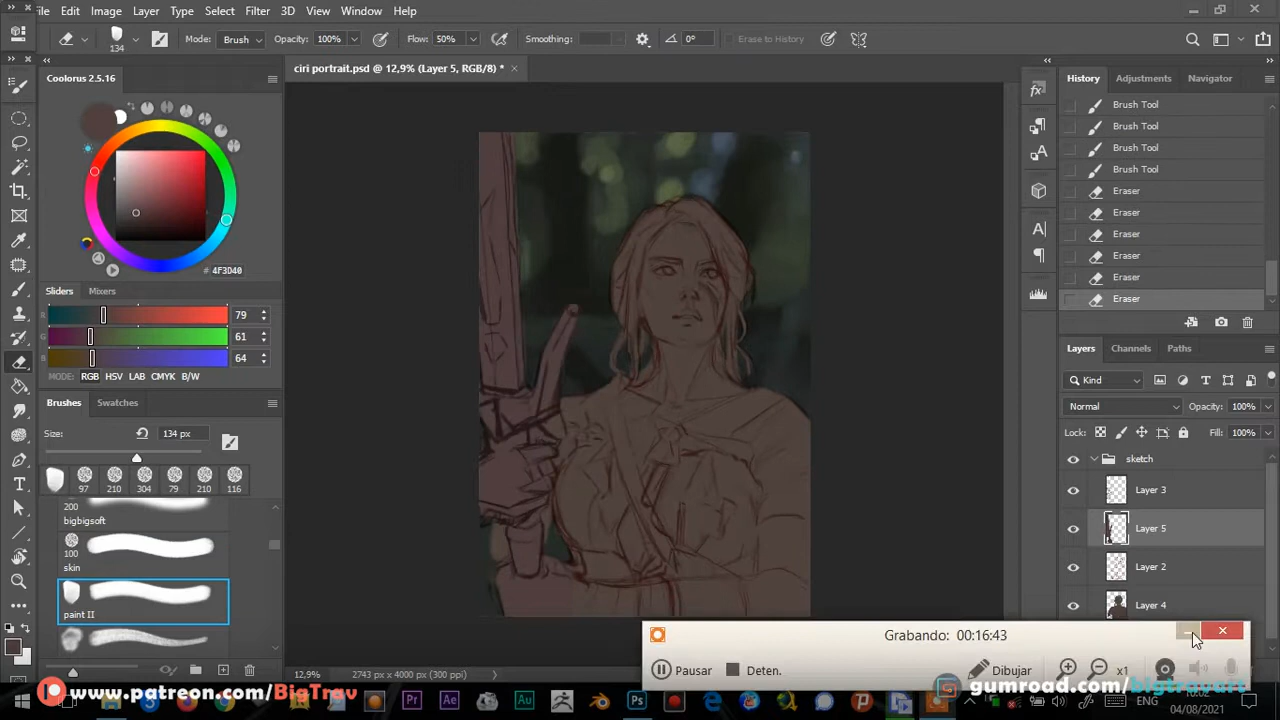 File Edit Image Layer Type Select Filter 3D View Window Help
134 Mode: Brush Opacity: 100% Flow: 50% Smoothing: 0° Erase to History
ciri portrait.psd @ 12,9% (Layer 5, RGB/8) *
Coolorus 2.5.16
# 4F3D40
Sliders Mixers
R 79
G 61
B 64
MODE: RGB HSV LAB CMYK B/W
Brushes Swatches
Size: 134 px
97 210 304 79 210 116
200
bigbigsoft
100
skin
paint II
History Adjustments Navigator
Brush Tool
Brush Tool
Brush Tool
Brush Tool
Eraser
Eraser
Eraser
Eraser
Eraser
Eraser
Layers Channels Paths
Kind
Normal Opacity: 100%
Lock: Fill: 100%
sketch
Layer 3
Layer 5
Layer 2
Layer 4
Grabando: 00:16:43
Pausar Deten. Dibujar x1
12,9% 2743 px x 4000 px (300 ppi)
www.patreon.com/BigTrav
gumroad.com/bigtravart
ENG
04/08/2021